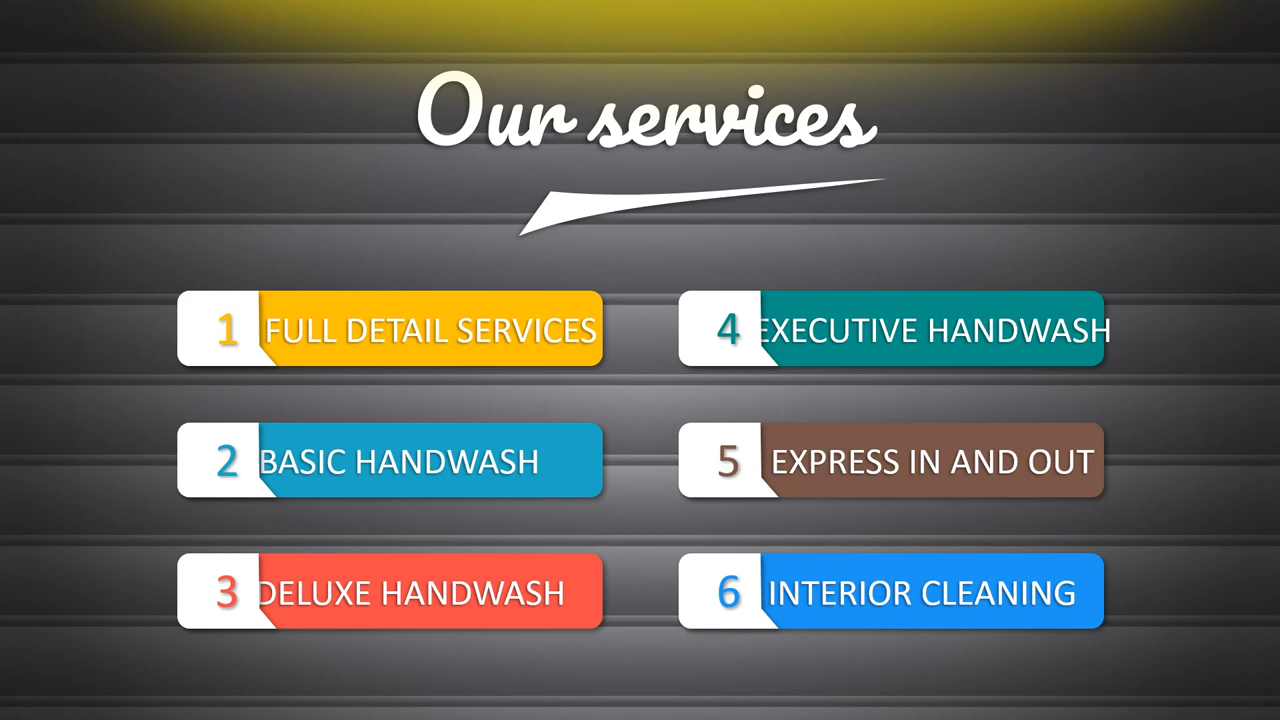 Our services
1 FULL DETAIL SERVICES
2 BASIC HANDWASH
3 DELUXE HANDWASH
4 EXECUTIVE HANDWASH
5 EXPRESS IN AND OUT
6 INTERIOR CLEANING